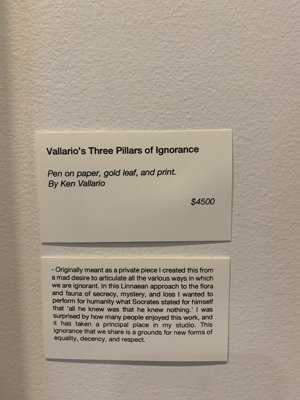 Vallario's Three Pillars of Ignorance
Pen on paper, gold leaf, and print.
By Ken Vallario
$4500
- Originally meant as a private piece I created this from
a mad desire to articulate all the various ways in which
we are ignorant. In this Linnaean approach to the flora
and fauna of secrecy, mystery, and loss I wanted to
perform for humanity what Socrates stated for himself
that 'all he knew was that he knew nothing.' I was
surprised by how many people enjoyed this work, and
it has taken a principal place in my studio. This
ignorance that we share is a grounds for new forms of
equality, decency, and respect.